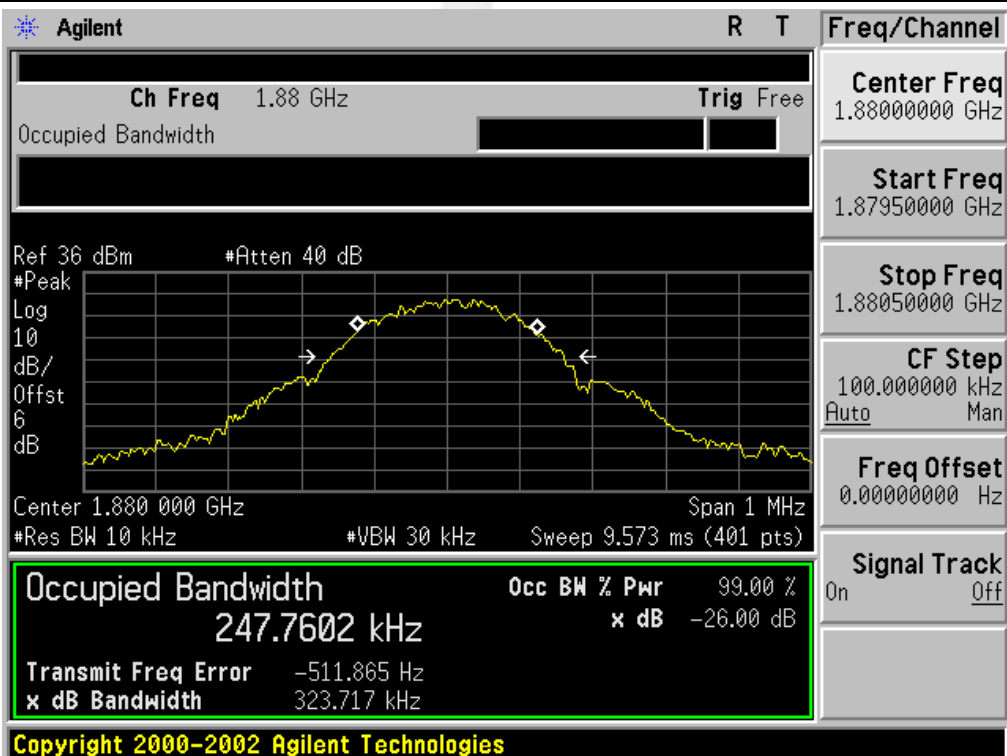 Agilent R T
Freq/Channel
Ch Freq 1.88 GHz Trig Free
Occupied Bandwidth
Center Freq
1.88000000 GHz
Start Freq
1.87950000 GHz
Stop Freq
1.88050000 GHz
CF Step
100.000000 kHz
Auto Man
Freq Offset
0.00000000 Hz
Signal Track
On Off
Ref 36 dBm #Atten 40 dB
#Peak
Log
10
dB/
Offst
6
dB
Center 1.880 000 GHz Span 1 MHz
#Res BW 10 kHz #VBW 30 kHz Sweep 9.573 ms (401 pts)
Occupied Bandwidth
247.7602 kHz
Occ BW % Pwr 99.00 %
x dB -26.00 dB
Transmit Freq Error -511.865 Hz
x dB Bandwidth 323.717 kHz
Copyright 2000-2002 Agilent Technologies